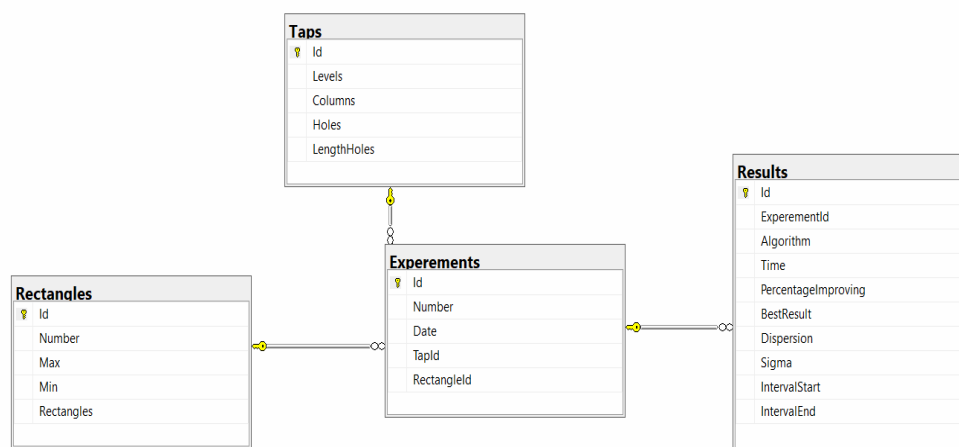 Taps
Id
Levels
Columns
Holes
LengthHoles
Results
Id
ExperementId
Algorithm
Time
PercentageImproving
BestResult
Dispersion
Sigma
IntervalStart
IntervalEnd
Experements
Id
Number
Date
TapId
RectangleId
Rectangles
Id
Number
Max
Min
Rectangles